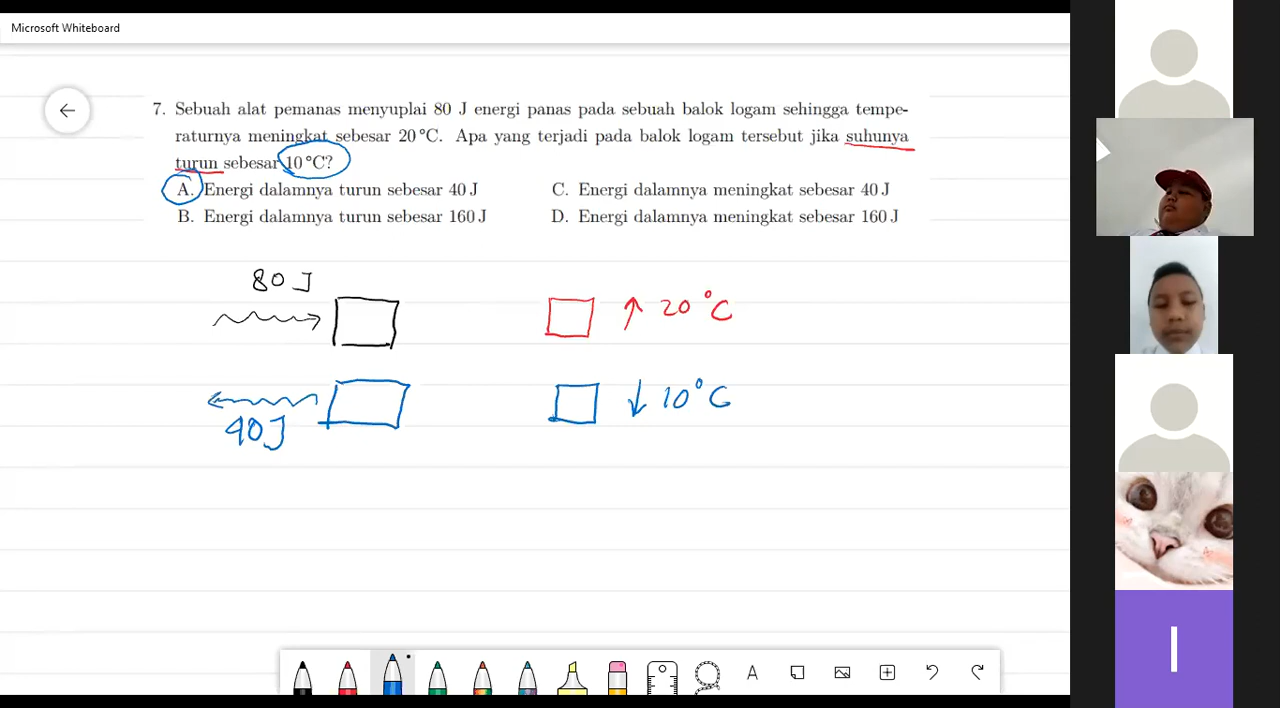 Microsoft Whiteboard
7. Sebuah alat pemanas menyuplai 80 J energi panas pada sebuah balok logam sehingga tempe-
raturnya meningkat sebesar 20 °C. Apa yang terjadi pada balok logam tersebut jika suhunya
turun sebesar 10 °C?
A. Energi dalamnya turun sebesar 40 J
C. Energi dalamnya meningkat sebesar 40 J
B. Energi dalamnya turun sebesar 160 J
D. Energi dalamnya meningkat sebesar 160 J
80 J
↑ 20 °C
40 J
↓ 10 °C
A
I